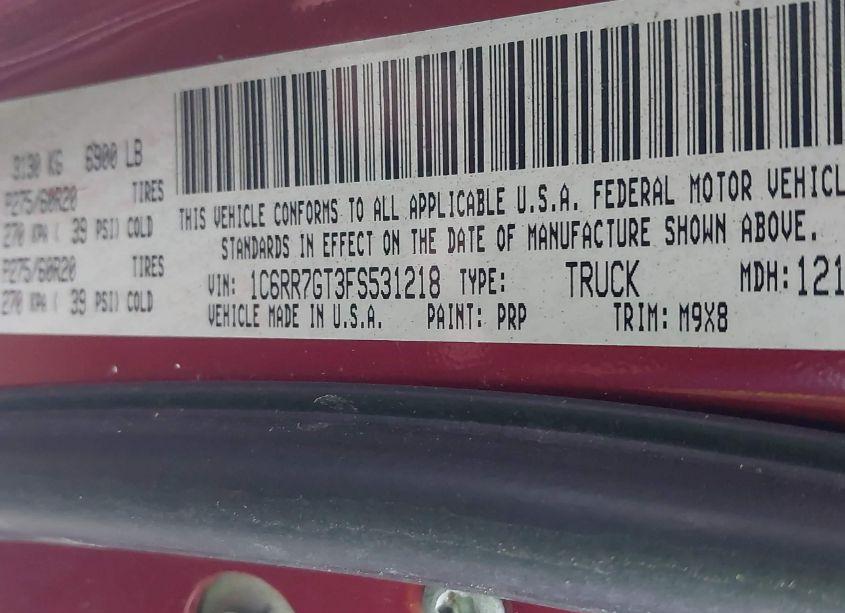 3130 KG 6900 LB
P275/60R20 TIRES
270 KPA ( 39 PSI) COLD
P275/60R20 TIRES
270 KPA ( 39 PSI) COLD
THIS VEHICLE CONFORMS TO ALL APPLICABLE U.S.A. FEDERAL MOTOR VEHICL
STANDARDS IN EFFECT ON THE DATE OF MANUFACTURE SHOWN ABOVE.
VIN: 1C6RR7GT3FS531218 TYPE: TRUCK MDH: 121
VEHICLE MADE IN U.S.A. PAINT: PRP TRIM: M9X8